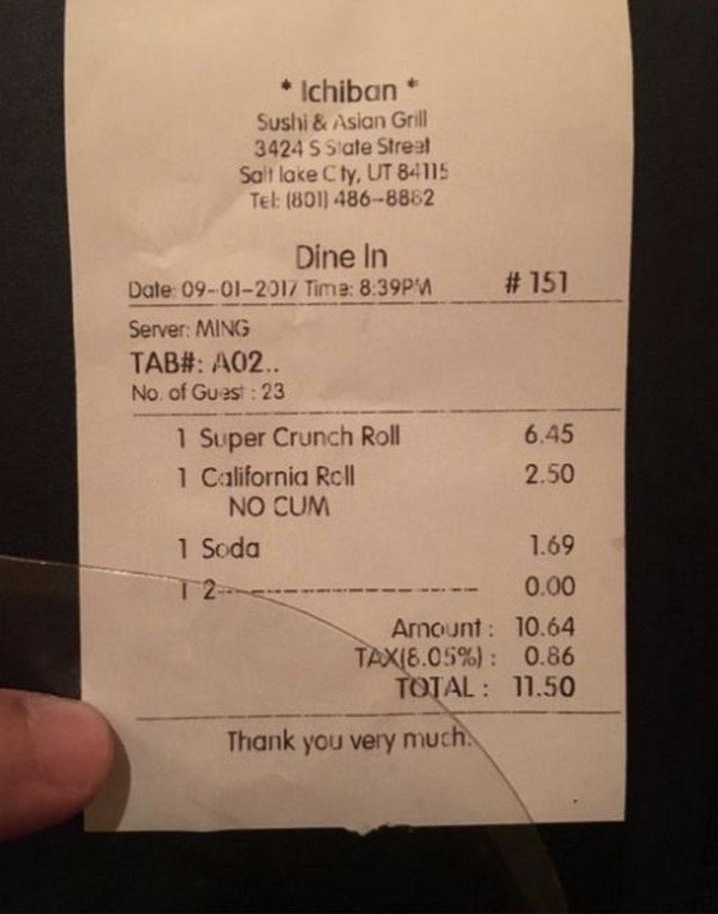 * Ichiban *
Sushi & Asian Grill
3424 S State Street
Salt lake City, UT 84115
Tel: (801) 486-8882
Dine In
Date: 09-01-2017 Time: 8:39PM # 151
Server: MING
TAB#: A02..
No. of Guest : 23
1 Super Crunch Roll 6.45
1 California Roll 2.50
NO CUM
1 Soda 1.69
1 2------------------- 0.00
Amount : 10.64
TAX(8.05%) : 0.86
TOTAL : 11.50
Thank you very much.